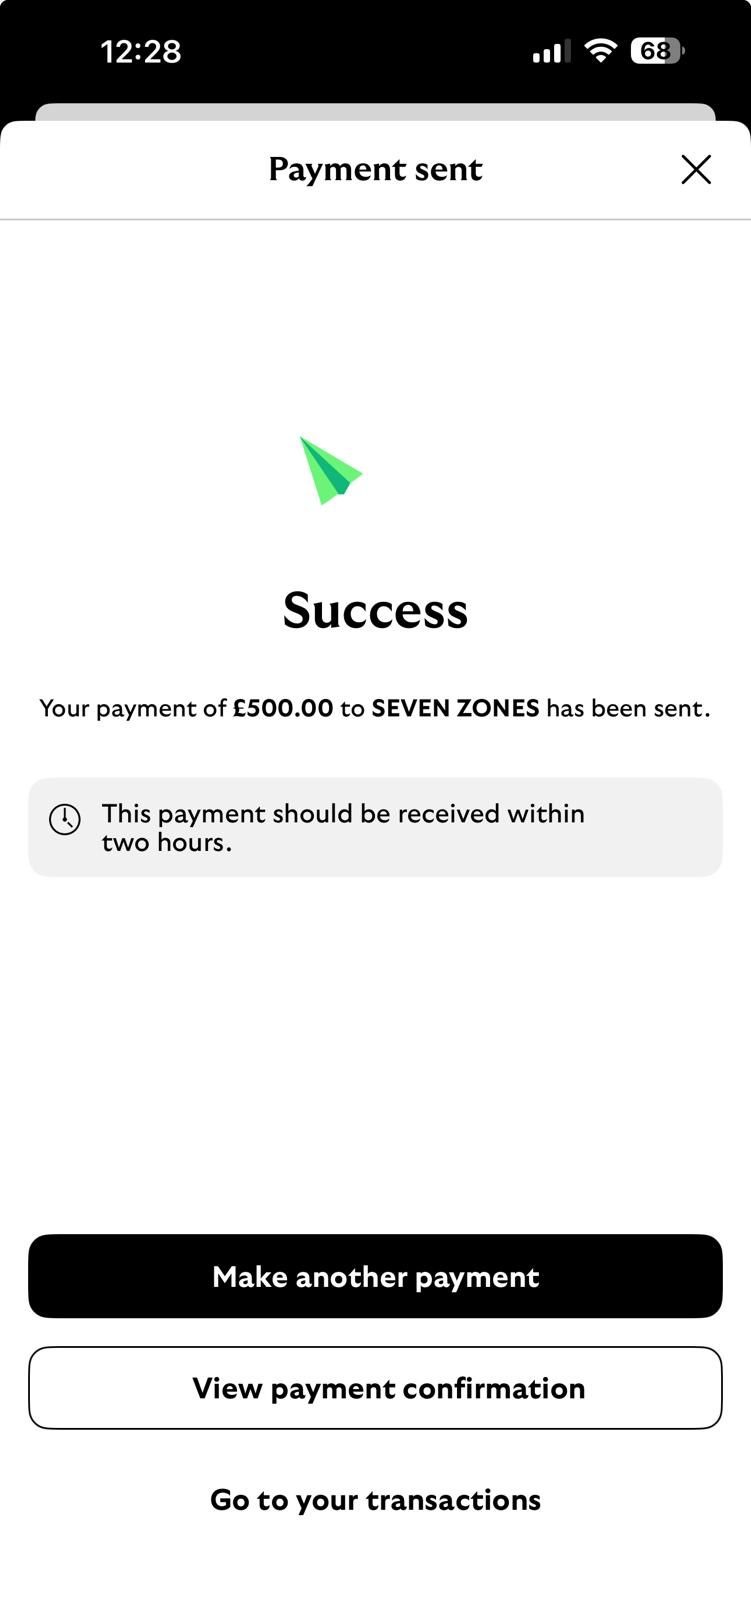 12:28
68
Payment sent
Success
Your payment of £500.00 to SEVEN ZONES has been sent.
This payment should be received within
two hours.
Make another payment
View payment confirmation
Go to your transactions